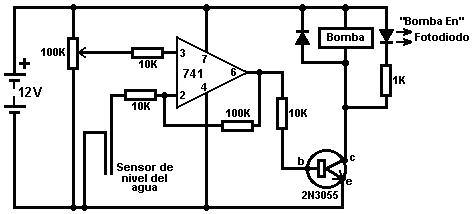 "Bomba En"
Fotodiodo
Bomba
100K
10K
3
7
741
6
2
4
10K
1K
+
12V
100K
10K
Sensor de
nivel del
agua
b
c
e
2N3055